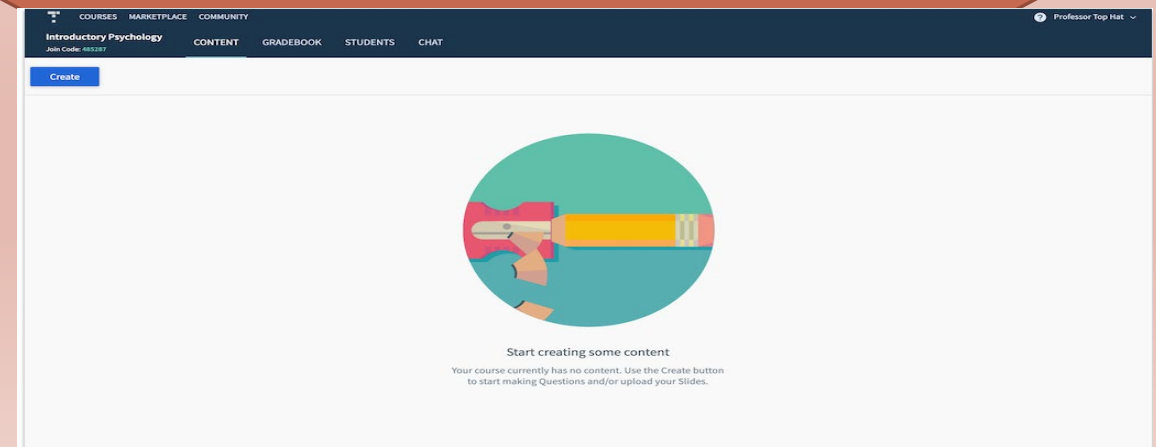 COURSES MARKETPLACE COMMUNITY
? Professor Top Hat
Introductory Psychology
Join Code: 485287
CONTENT GRADEBOOK STUDENTS CHAT
Create
Start creating some content
Your course currently has no content. Use the Create button
to start making Questions and/or upload your Slides.